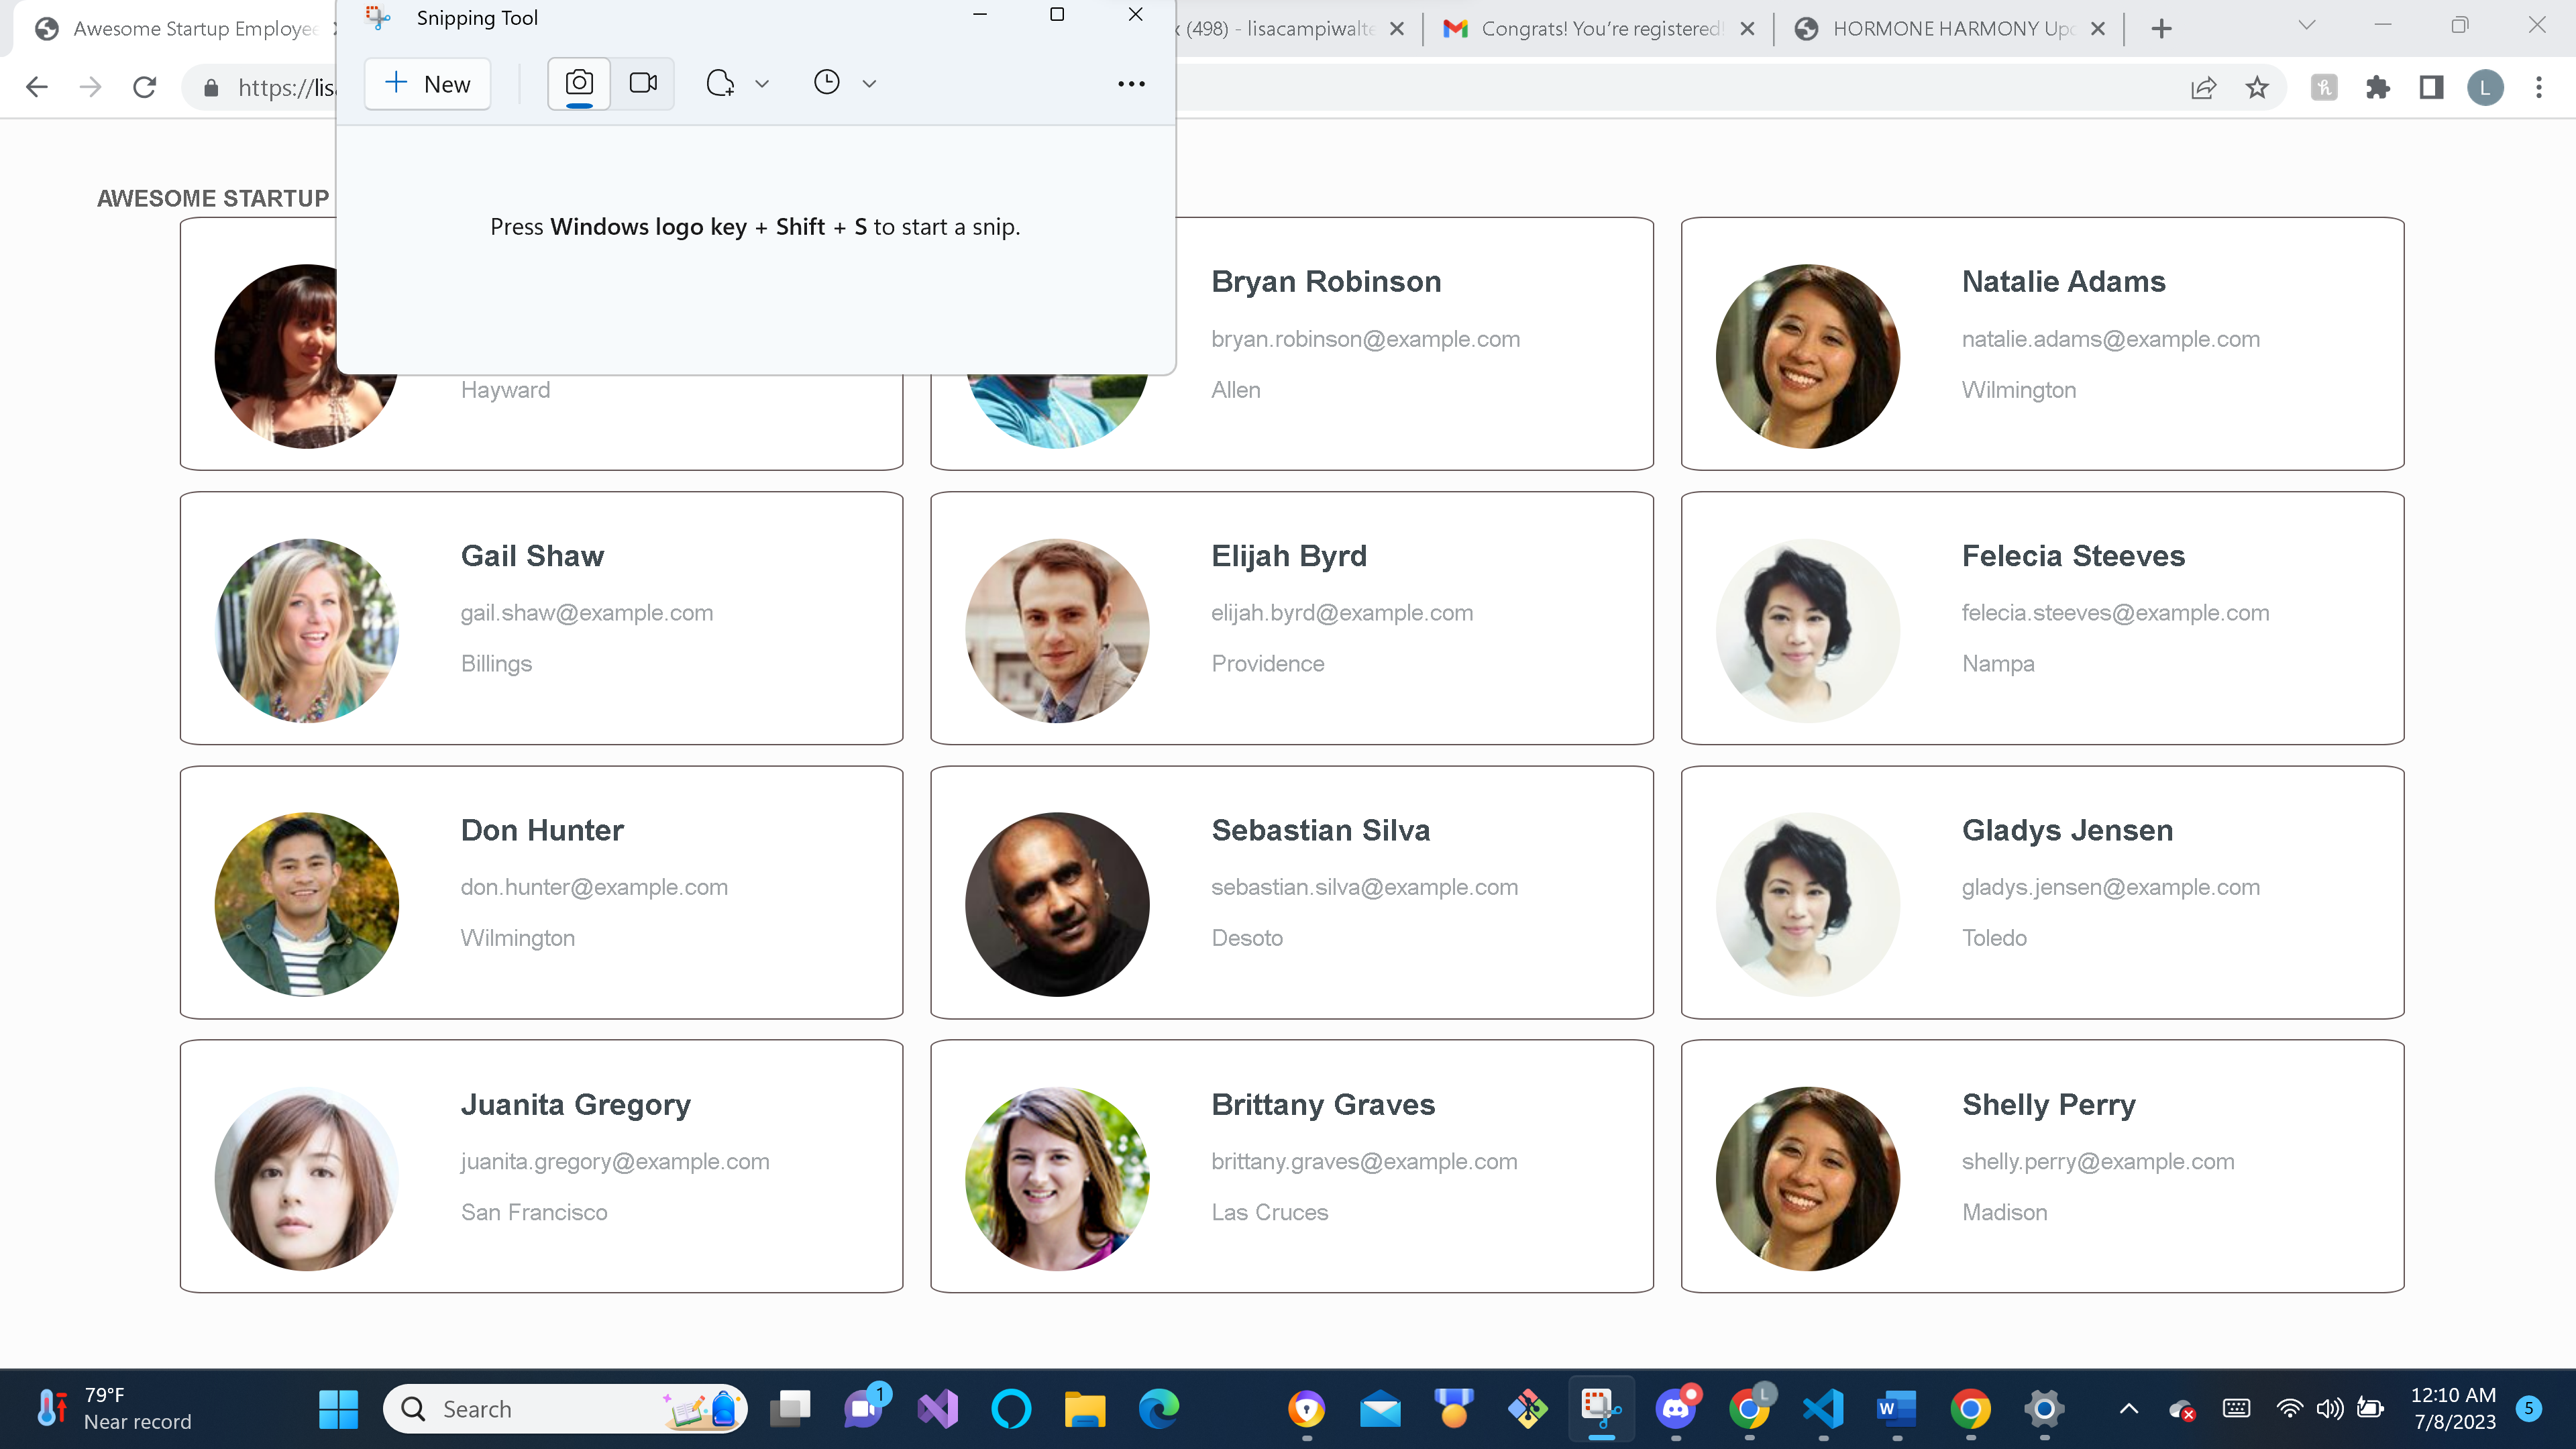 Awesome Startup Employee
Snipping Tool
(498) - lisacampiwalte
Congrats! You're registered!
HORMONE HARMONY Upc
https://lis
New
L
AWESOME STARTUP
Press Windows logo key + Shift + S to start a snip.
Hayward
Bryan Robinson
bryan.robinson@example.com
Allen
Natalie Adams
natalie.adams@example.com
Wilmington
Gail Shaw
gail.shaw@example.com
Billings
Elijah Byrd
elijah.byrd@example.com
Providence
Felecia Steeves
felecia.steeves@example.com
Nampa
Don Hunter
don.hunter@example.com
Wilmington
Sebastian Silva
sebastian.silva@example.com
Desoto
Gladys Jensen
gladys.jensen@example.com
Toledo
Juanita Gregory
juanita.gregory@example.com
San Francisco
Brittany Graves
brittany.graves@example.com
Las Cruces
Shelly Perry
shelly.perry@example.com
Madison
79°F
Near record
Search
1
L
W
12:10 AM
7/8/2023
5